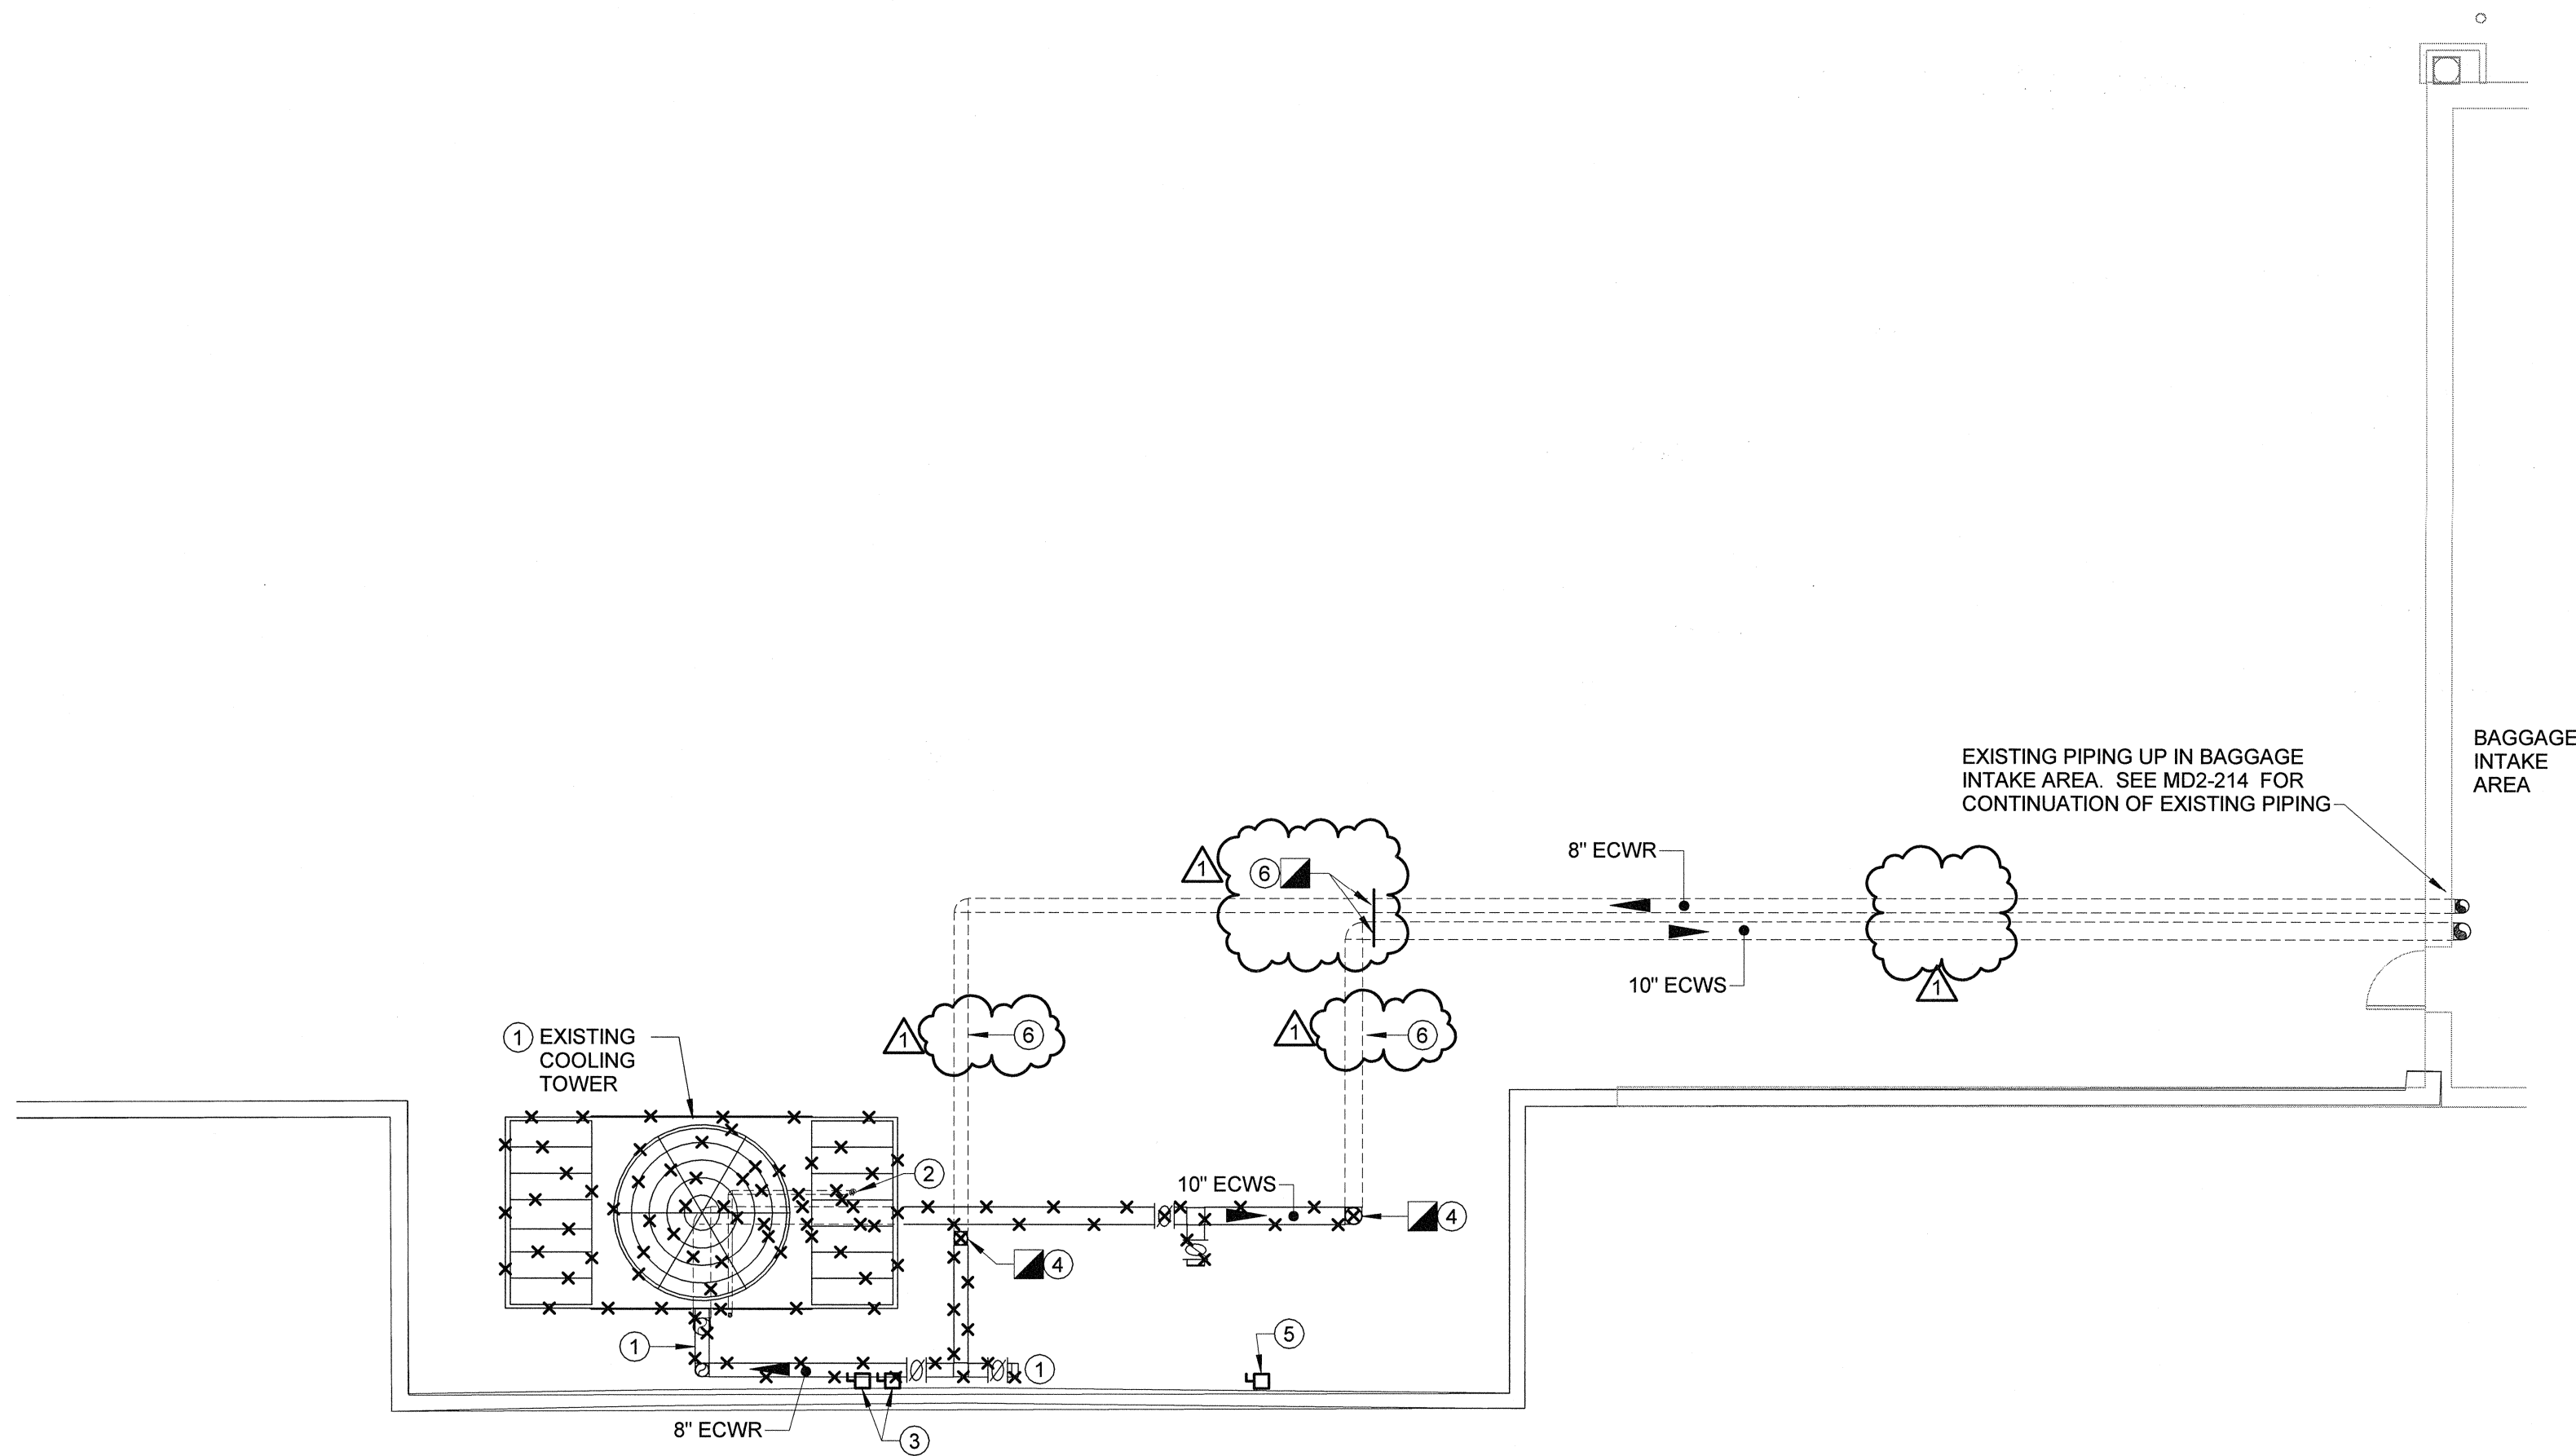 BAGGAGE
INTAKE
AREA
EXISTING PIPING UP IN BAGGAGE
INTAKE AREA. SEE MD2-214 FOR
CONTINUATION OF EXISTING PIPING
8" ECWR
1
6
10" ECWS
1
1
6
1
6
1 EXISTING
COOLING
TOWER
2
10" ECWS
4
4
5
1
1
8" ECWR
3